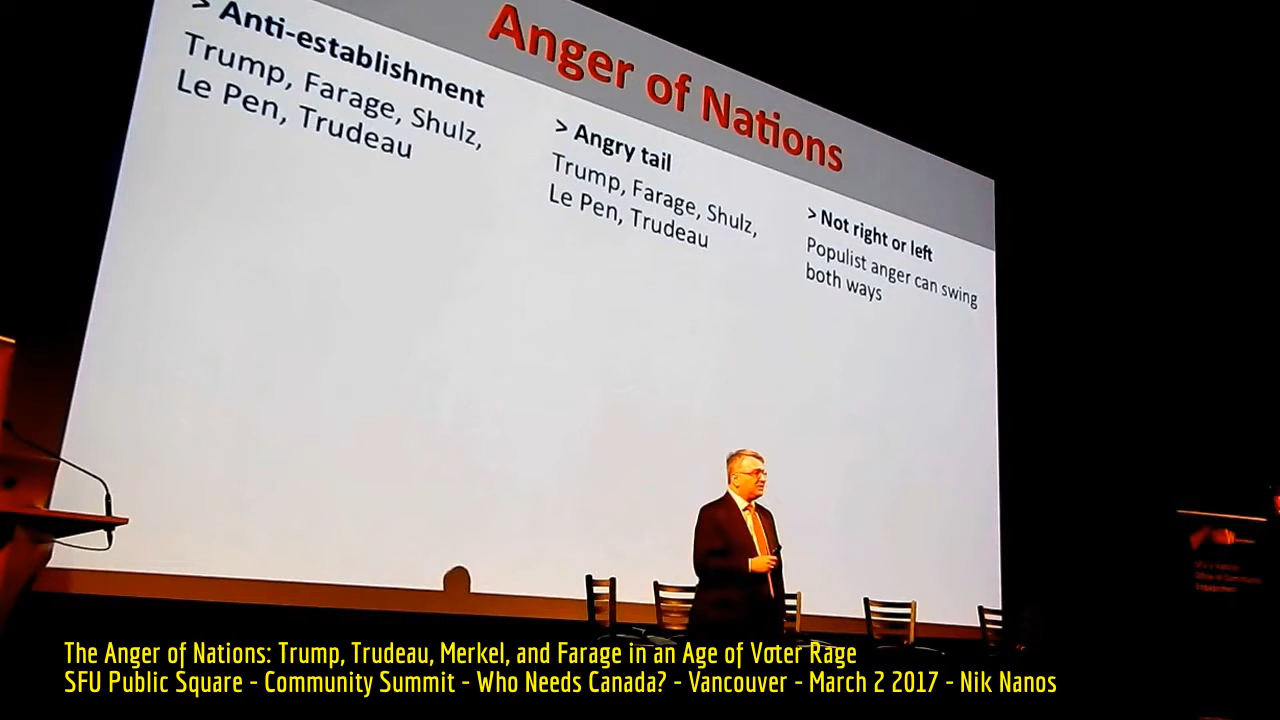 Anger of Nations
> Anti-establishment
Trump, Farage, Shulz,
Le Pen, Trudeau
> Angry tail
Trump, Farage, Shulz,
Le Pen, Trudeau
> Not right or left
Populist anger can swing
both ways
The Anger of Nations: Trump, Trudeau, Merkel, and Farage in an Age of Voter Rage
SFU Public Square - Community Summit - Who Needs Canada? - Vancouver - March 2 2017 - Nik Nanos